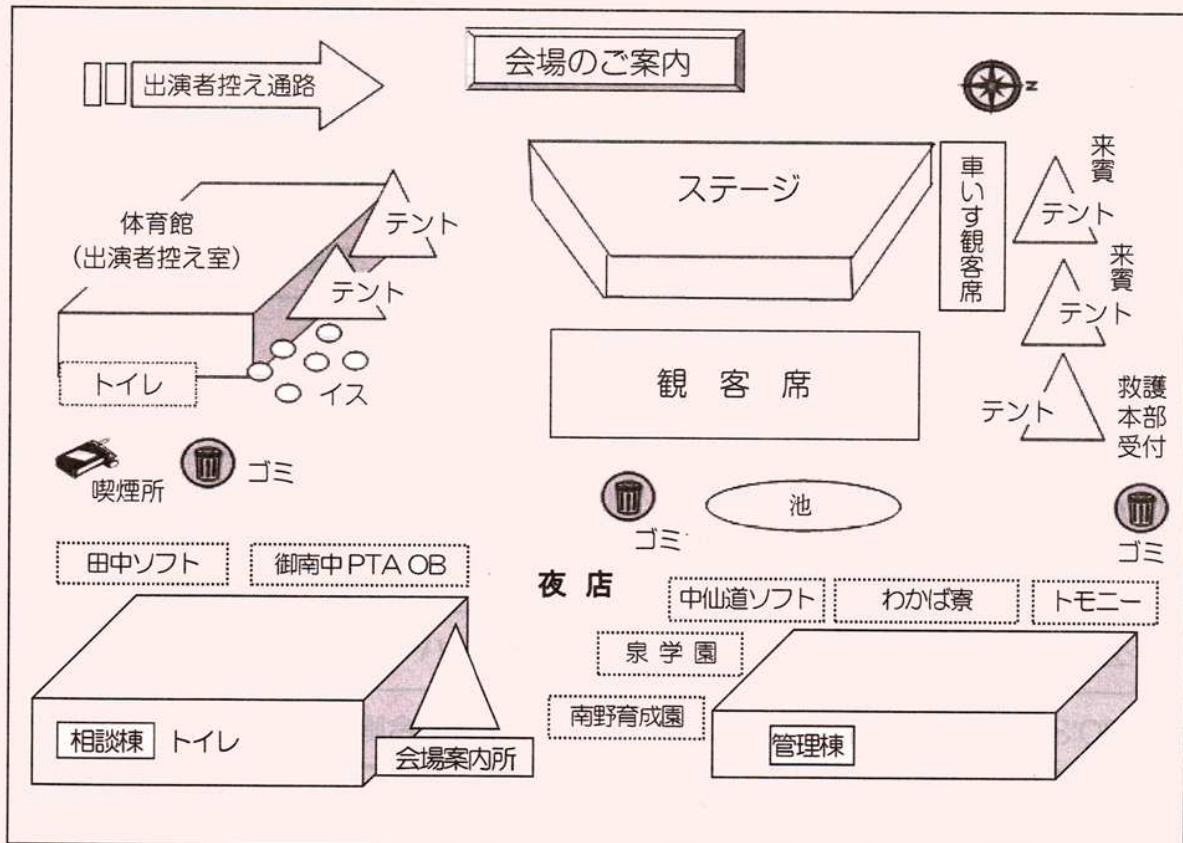 会場のご案内
出演者控え通路
N
体育館
(出演者控え室)
テント
テント
イス
トイレ
ステージ
車いす観客席
来賓
テント
来賓
テント
テント
救護
本部
受付
観客席
喫煙所
ゴミ
ゴミ
池
ゴミ
田中ソフト
御南中PTA OB
夜店
中仙道ソフト
わかば寮
トモニー
泉学園
南野育成園
相談棟
トイレ
会場案内所
管理棟